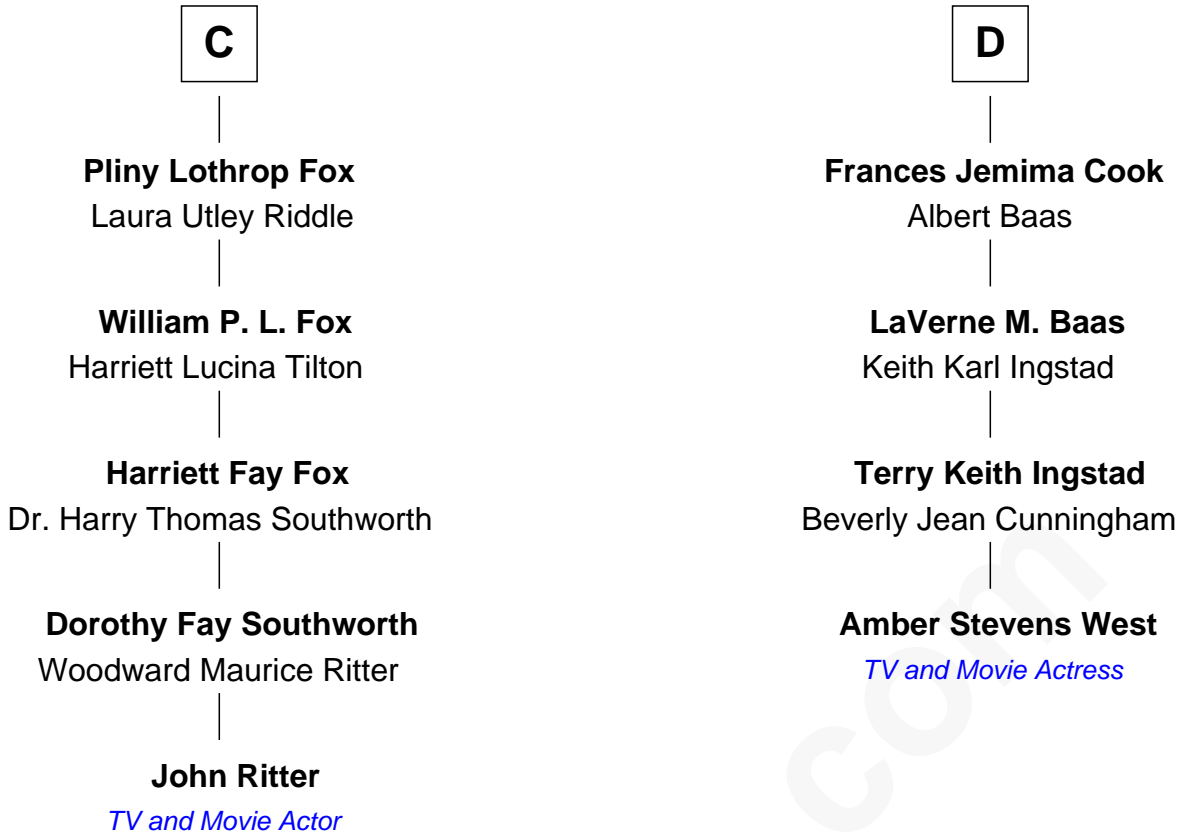 C
Pliny Lothrop Fox
Laura Utley Riddle
William P. L. Fox
Harriett Lucina Tilton
Harriett Fay Fox
Dr. Harry Thomas Southworth
Dorothy Fay Southworth
Woodward Maurice Ritter
John Ritter
TV and Movie Actor
D
Frances Jemima Cook
Albert Baas
LaVerne M. Baas
Keith Karl Ingstad
Terry Keith Ingstad
Beverly Jean Cunningham
Amber Stevens West
TV and Movie Actress
com